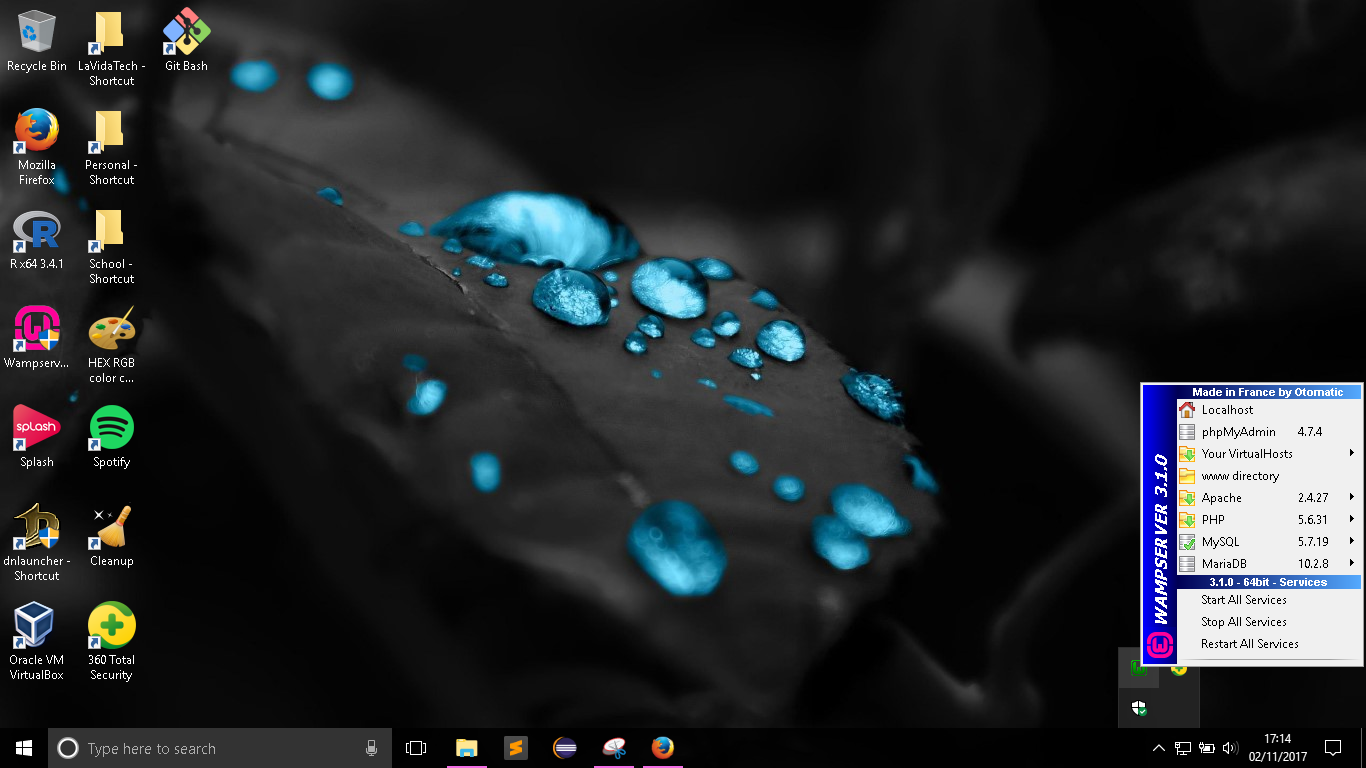 Recycle Bin
LaVidaTech -
Shortcut
Git Bash
Mozilla
Firefox
Personal -
Shortcut
R
R x64 3.4.1
School -
Shortcut
Wampserv...
HEX RGB
color c...
splash
Splash
Spotify
dnlauncher -
Shortcut
Cleanup
Oracle VM
VirtualBox
360 Total
Security
WAMPSERVER 3.1.0
Made in France by Otomatic
Localhost
phpMyAdmin 4.7.4
Your VirtualHosts
www directory
Apache 2.4.27
PHP 5.6.31
MySQL 5.7.19
MariaDB 10.2.8
3.1.0 - 64bit - Services
Start All Services
Stop All Services
Restart All Services
Type here to search
17:14
02/11/2017